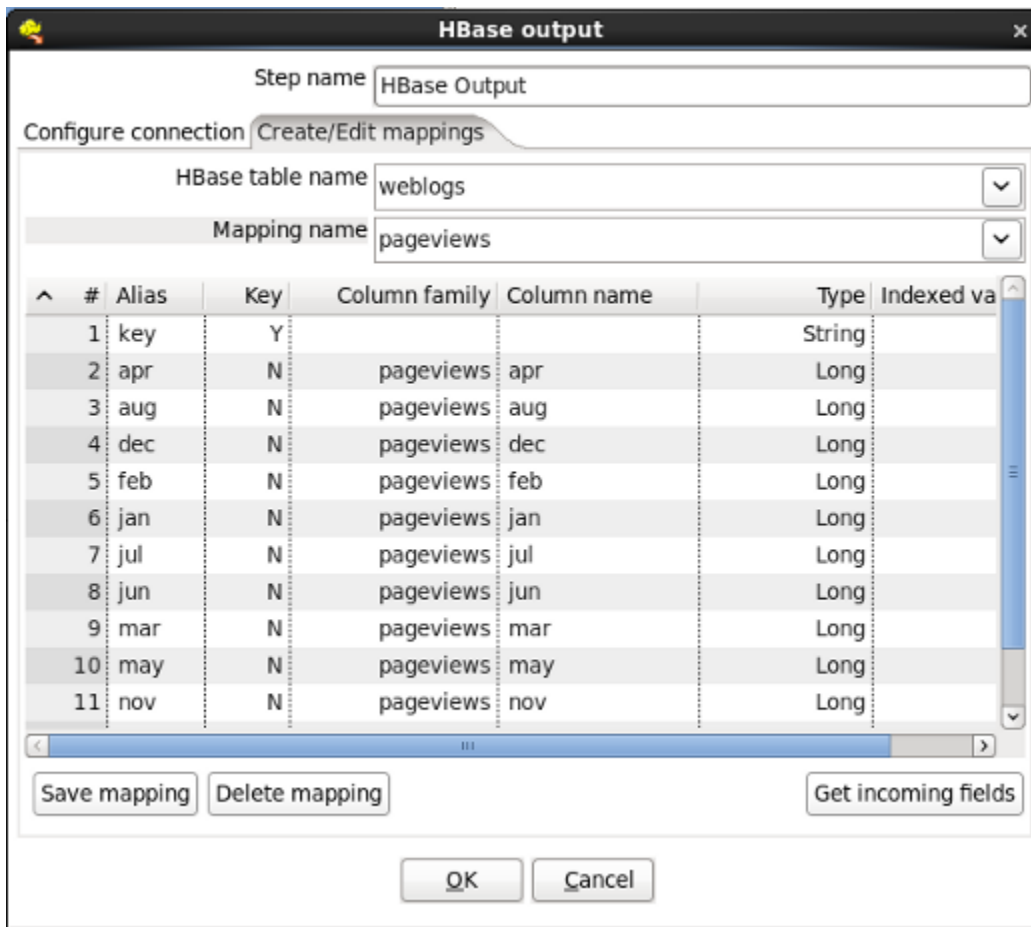 HBase output
Step name HBase Output
Configure connection Create/Edit mappings
HBase table name weblogs
Mapping name pageviews
# Alias Key Column family Column name Type Indexed va
1 key Y String
2 apr N pageviews apr Long
3 aug N pageviews aug Long
4 dec N pageviews dec Long
5 feb N pageviews feb Long
6 jan N pageviews jan Long
7 jul N pageviews jul Long
8 jun N pageviews jun Long
9 mar N pageviews mar Long
10 may N pageviews may Long
11 nov N pageviews nov Long
Save mapping Delete mapping Get incoming fields
OK Cancel